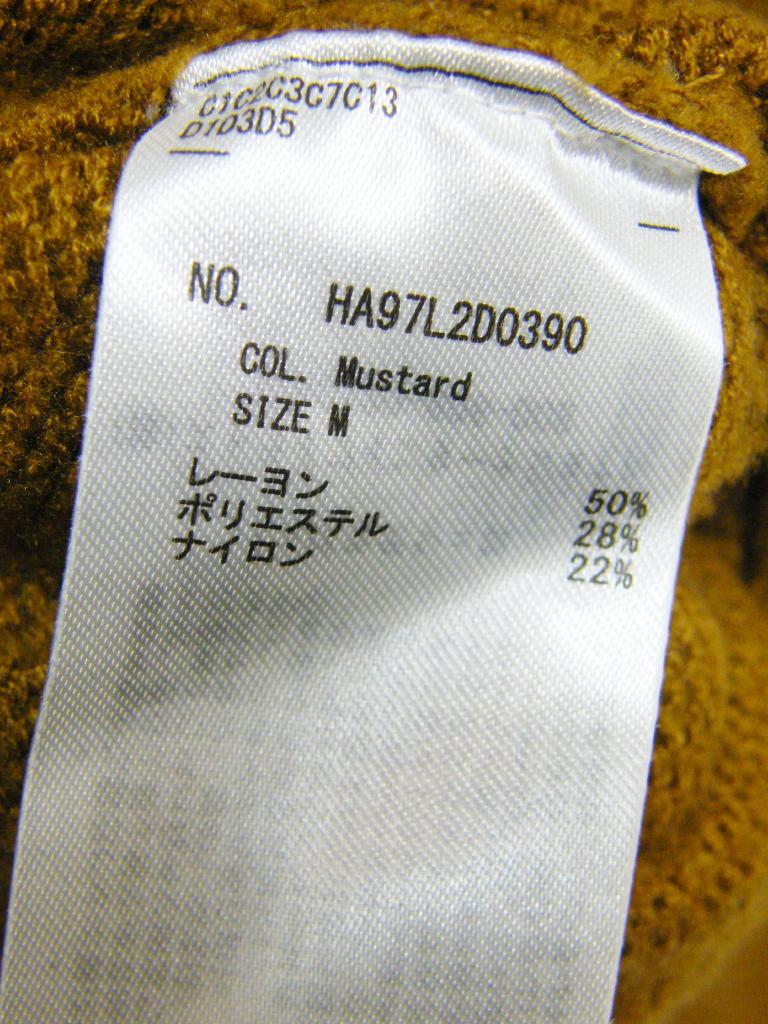 C1C2C3C7C13
D1D3D5
NO. HA97L2D0390
COL. Mustard
SIZE M
レーヨン 50%
ポリエステル 28%
ナイロン 22%